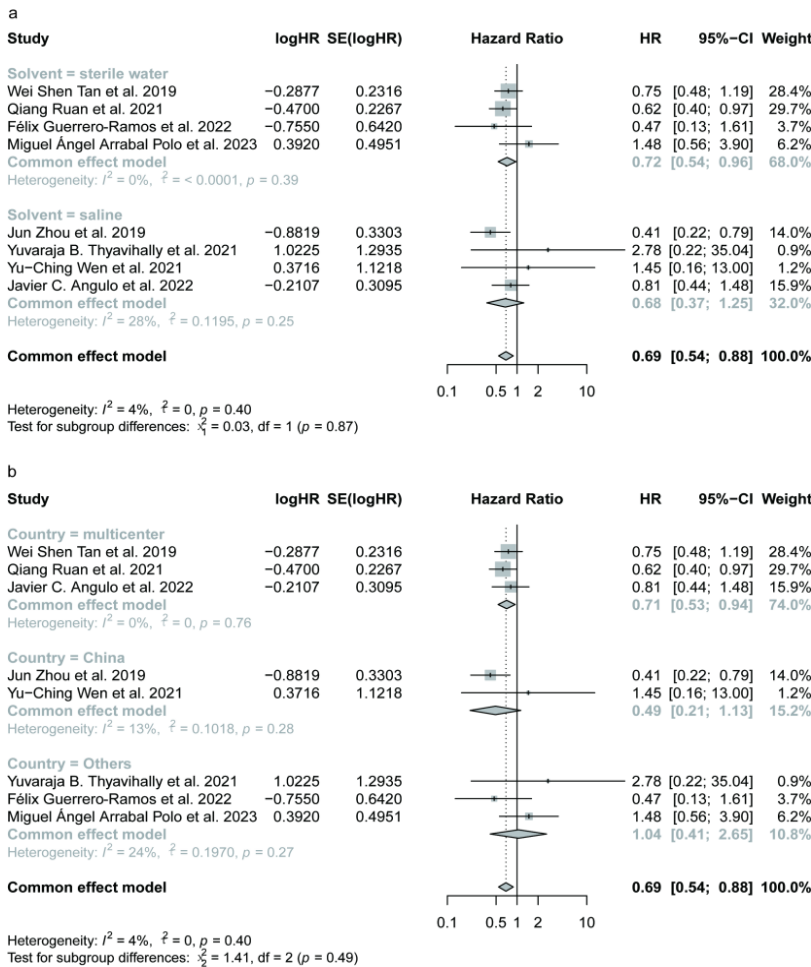 a
Study logHR SE(logHR) Hazard Ratio HR 95%−CI Weight
Solvent = sterile water
Wei Shen Tan et al. 2019 −0.2877 0.2316 0.75 [0.48; 1.19] 28.4%
Qiang Ruan et al. 2021 −0.4700 0.2267 0.62 [0.40; 0.97] 29.7%
Félix Guerrero-Ramos et al. 2022 −0.7550 0.6420 0.47 [0.13; 1.61] 3.7%
Miguel Ángel Arrabal Polo et al. 2023 0.3920 0.4951 1.48 [0.56; 3.90] 6.2%
Common effect model 0.72 [0.54; 0.96] 68.0%
Heterogeneity: I² = 0%, τ² = < 0.0001, p = 0.39
Solvent = saline
Jun Zhou et al. 2019 −0.8819 0.3303 0.41 [0.22; 0.79] 14.0%
Yuvaraja B. Thyavihally et al. 2021 1.0225 1.2935 2.78 [0.22; 35.04] 0.9%
Yu−Ching Wen et al. 2021 0.3716 1.1218 1.45 [0.16; 13.00] 1.2%
Javier C. Angulo et al. 2022 −0.2107 0.3095 0.81 [0.44; 1.48] 15.9%
Common effect model 0.68 [0.37; 1.25] 32.0%
Heterogeneity: I² = 28%, τ² = 0.1195, p = 0.25
Common effect model 0.69 [0.54; 0.88] 100.0%
0.1 0.5 1 2 10
Heterogeneity: I² = 4%, τ² = 0, p = 0.40
Test for subgroup differences: χ²₁ = 0.03, df = 1 (p = 0.87)
b
Study logHR SE(logHR) Hazard Ratio HR 95%−CI Weight
Country = multicenter
Wei Shen Tan et al. 2019 −0.2877 0.2316 0.75 [0.48; 1.19] 28.4%
Qiang Ruan et al. 2021 −0.4700 0.2267 0.62 [0.40; 0.97] 29.7%
Javier C. Angulo et al. 2022 −0.2107 0.3095 0.81 [0.44; 1.48] 15.9%
Common effect model 0.71 [0.53; 0.94] 74.0%
Heterogeneity: I² = 0%, τ² = 0, p = 0.76
Country = China
Jun Zhou et al. 2019 −0.8819 0.3303 0.41 [0.22; 0.79] 14.0%
Yu−Ching Wen et al. 2021 0.3716 1.1218 1.45 [0.16; 13.00] 1.2%
Common effect model 0.49 [0.21; 1.13] 15.2%
Heterogeneity: I² = 13%, τ² = 0.1018, p = 0.28
Country = Others
Yuvaraja B. Thyavihally et al. 2021 1.0225 1.2935 2.78 [0.22; 35.04] 0.9%
Félix Guerrero-Ramos et al. 2022 −0.7550 0.6420 0.47 [0.13; 1.61] 3.7%
Miguel Ángel Arrabal Polo et al. 2023 0.3920 0.4951 1.48 [0.56; 3.90] 6.2%
Common effect model 1.04 [0.41; 2.65] 10.8%
Heterogeneity: I² = 24%, τ² = 0.1970, p = 0.27
Common effect model 0.69 [0.54; 0.88] 100.0%
0.1 0.5 1 2 10
Heterogeneity: I² = 4%, τ² = 0, p = 0.40
Test for subgroup differences: χ²₂ = 1.41, df = 2 (p = 0.49)